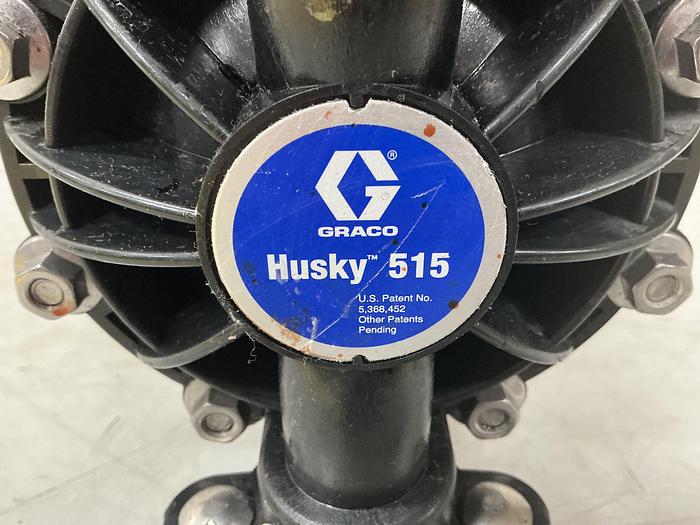 ®
GRACO
Husky™ 515
U.S. Patent No.
5,368,452
Other Patents
Pending